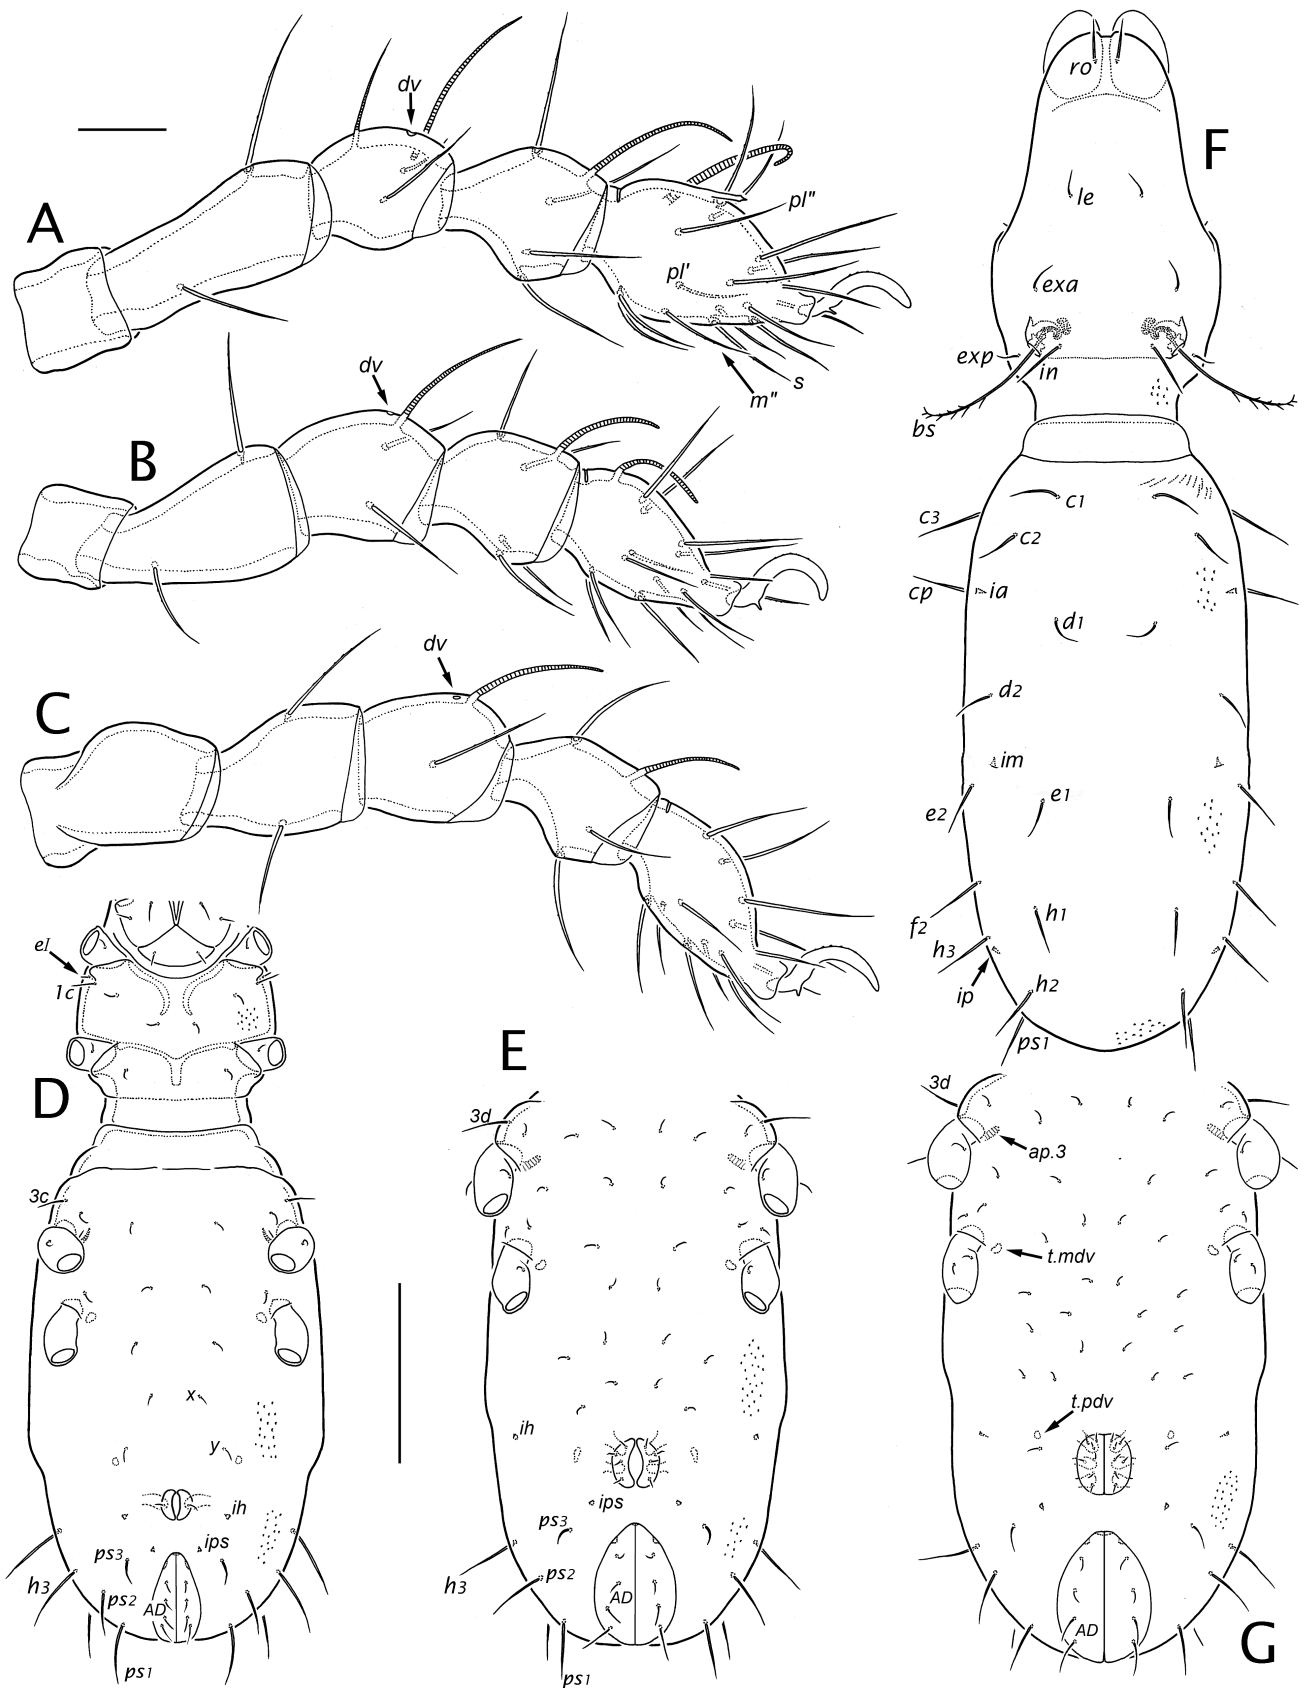 A
dv
pl"
pl'
s
m"
B
dv
C
dv
F
ro
le
exa
exp
in
bs
c3
c1
c2
cp
ia
d1
d2
im
e2
e1
f2
h1
h3
ip
h2
ps1
D
eI
1c
3c
x
y
ih
ps3
ips
h3
ps2
AD
ps1
E
3d
ih
ips
ps3
h3
ps2
AD
ps1
G
3d
ap.3
t.mdv
t.pdv
AD